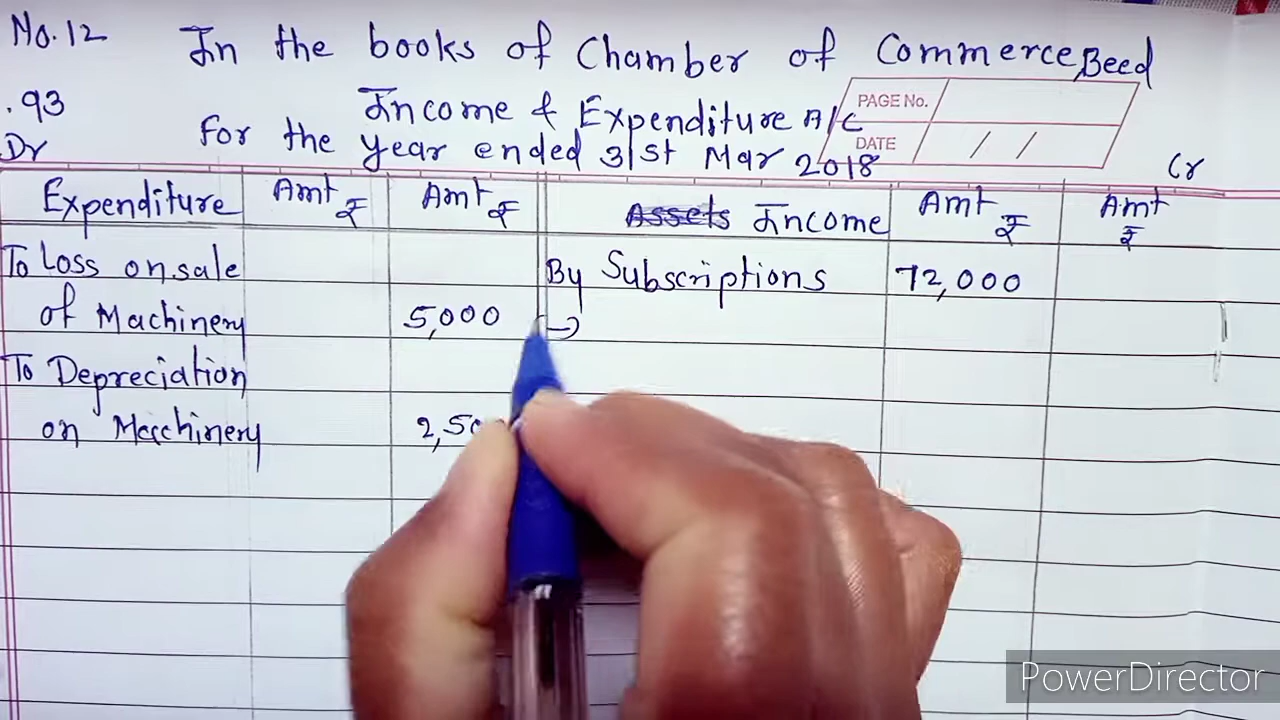 No. 12 In the books of Chamber of Commerce, Beed
. 93 Income & Expenditure A/C PAGE No.
For the year ended 31st Mar 2018 DATE / /
Dr Cr
Expenditure Amt ₹ Amt ₹ Assets Income Amt ₹ Amt ₹
To Loss on sale By Subscriptions 72,000
of Machinery 5,000 (-)
To Depreciation
on Machinery
PowerDirector